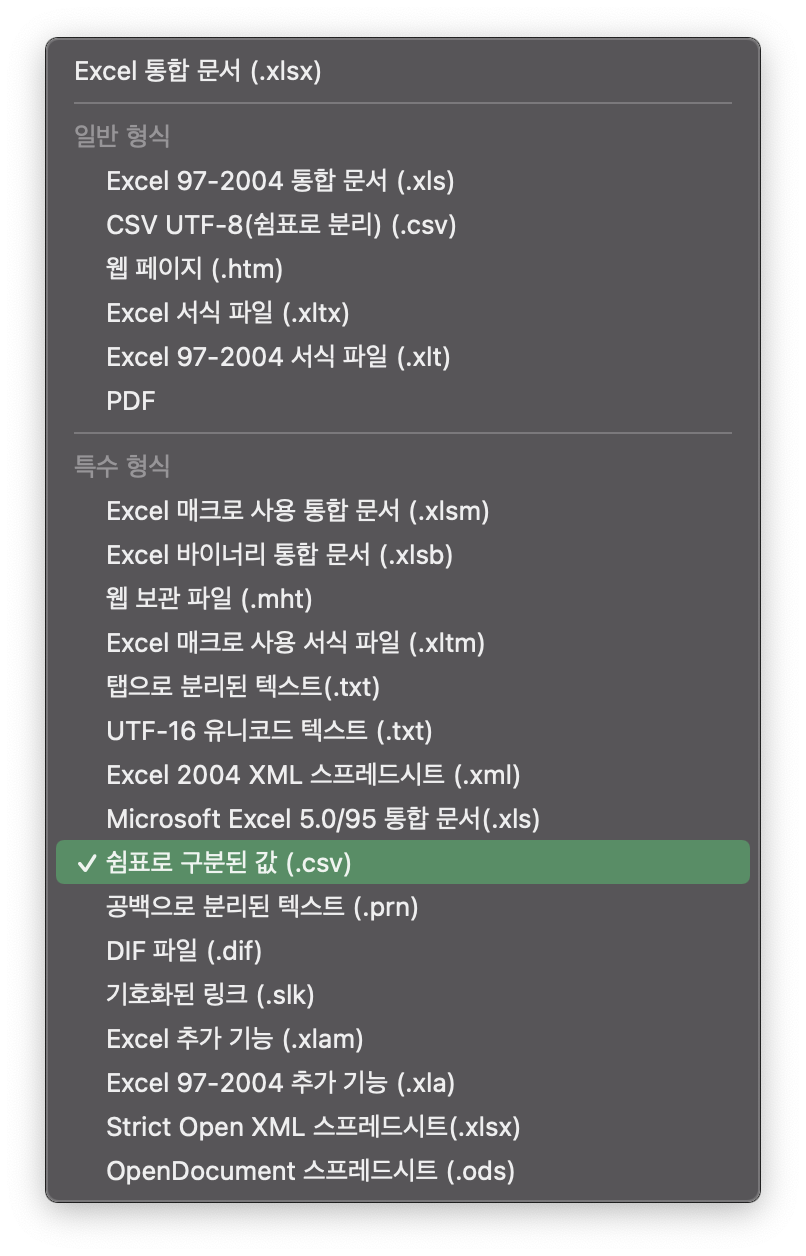 Excel 통합 문서 (.xlsx)
일반 형식
Excel 97-2004 통합 문서 (.xls)
CSV UTF-8(쉼표로 분리) (.csv)
웹 페이지 (.htm)
Excel 서식 파일 (.xltx)
Excel 97-2004 서식 파일 (.xlt)
PDF
특수 형식
Excel 매크로 사용 통합 문서 (.xlsm)
Excel 바이너리 통합 문서 (.xlsb)
웹 보관 파일 (.mht)
Excel 매크로 사용 서식 파일 (.xltm)
탭으로 분리된 텍스트(.txt)
UTF-16 유니코드 텍스트 (.txt)
Excel 2004 XML 스프레드시트 (.xml)
Microsoft Excel 5.0/95 통합 문서(.xls)
✓ 쉼표로 구분된 값 (.csv)
공백으로 분리된 텍스트 (.prn)
DIF 파일 (.dif)
기호화된 링크 (.slk)
Excel 추가 기능 (.xlam)
Excel 97-2004 추가 기능 (.xla)
Strict Open XML 스프레드시트(.xlsx)
OpenDocument 스프레드시트 (.ods)